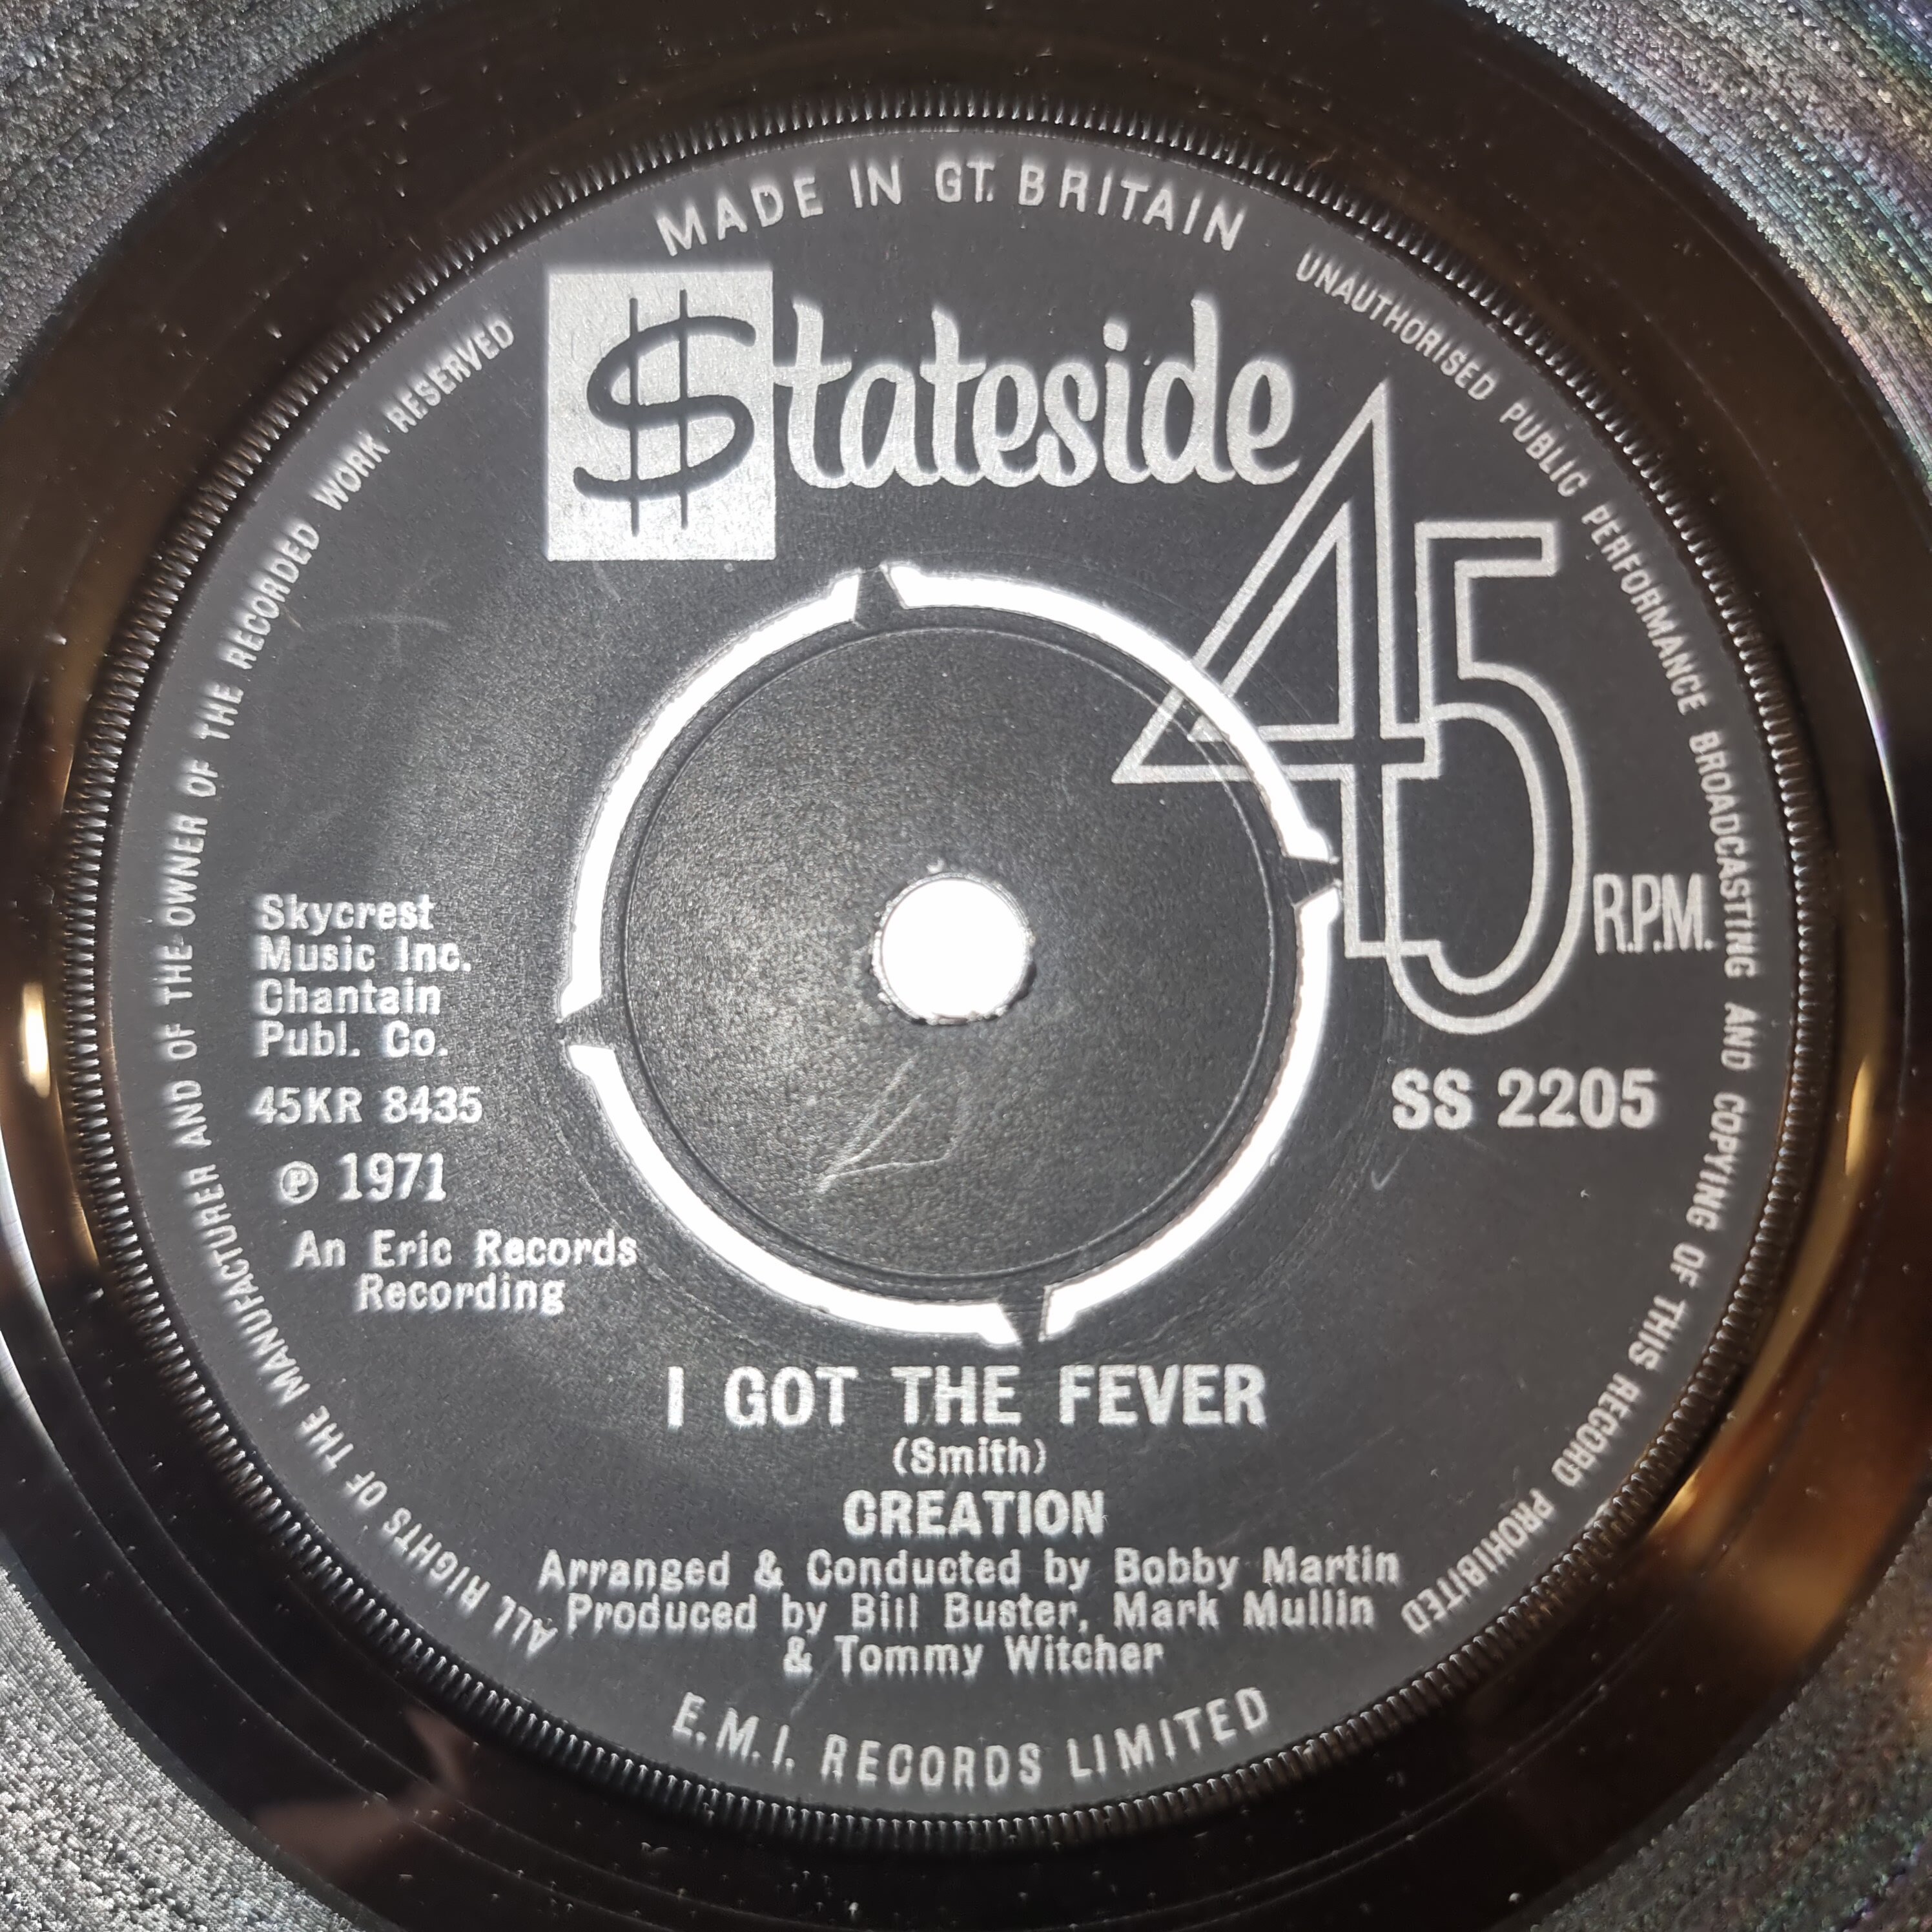 MADE IN GT. BRITAIN
UNAUTHORISED PUBLIC PERFORMANCE BROADCASTING AND COPYING OF THIS RECORD PROHIBITED
ALL RIGHTS OF THE MANUFACTURER AND OF THE OWNER OF THE RECORDED WORK RESERVED
$tateside
45
R.P.M.
Skycrest
Music Inc.
Chantain
Publ. Co.
45KR 8435
℗ 1971
SS 2205
An Eric Records
Recording
I GOT THE FEVER
(Smith)
CREATION
Arranged & Conducted by Bobby Martin
Produced by Bill Buster, Mark Mullin
& Tommy Witcher
E.M.I. RECORDS LIMITED